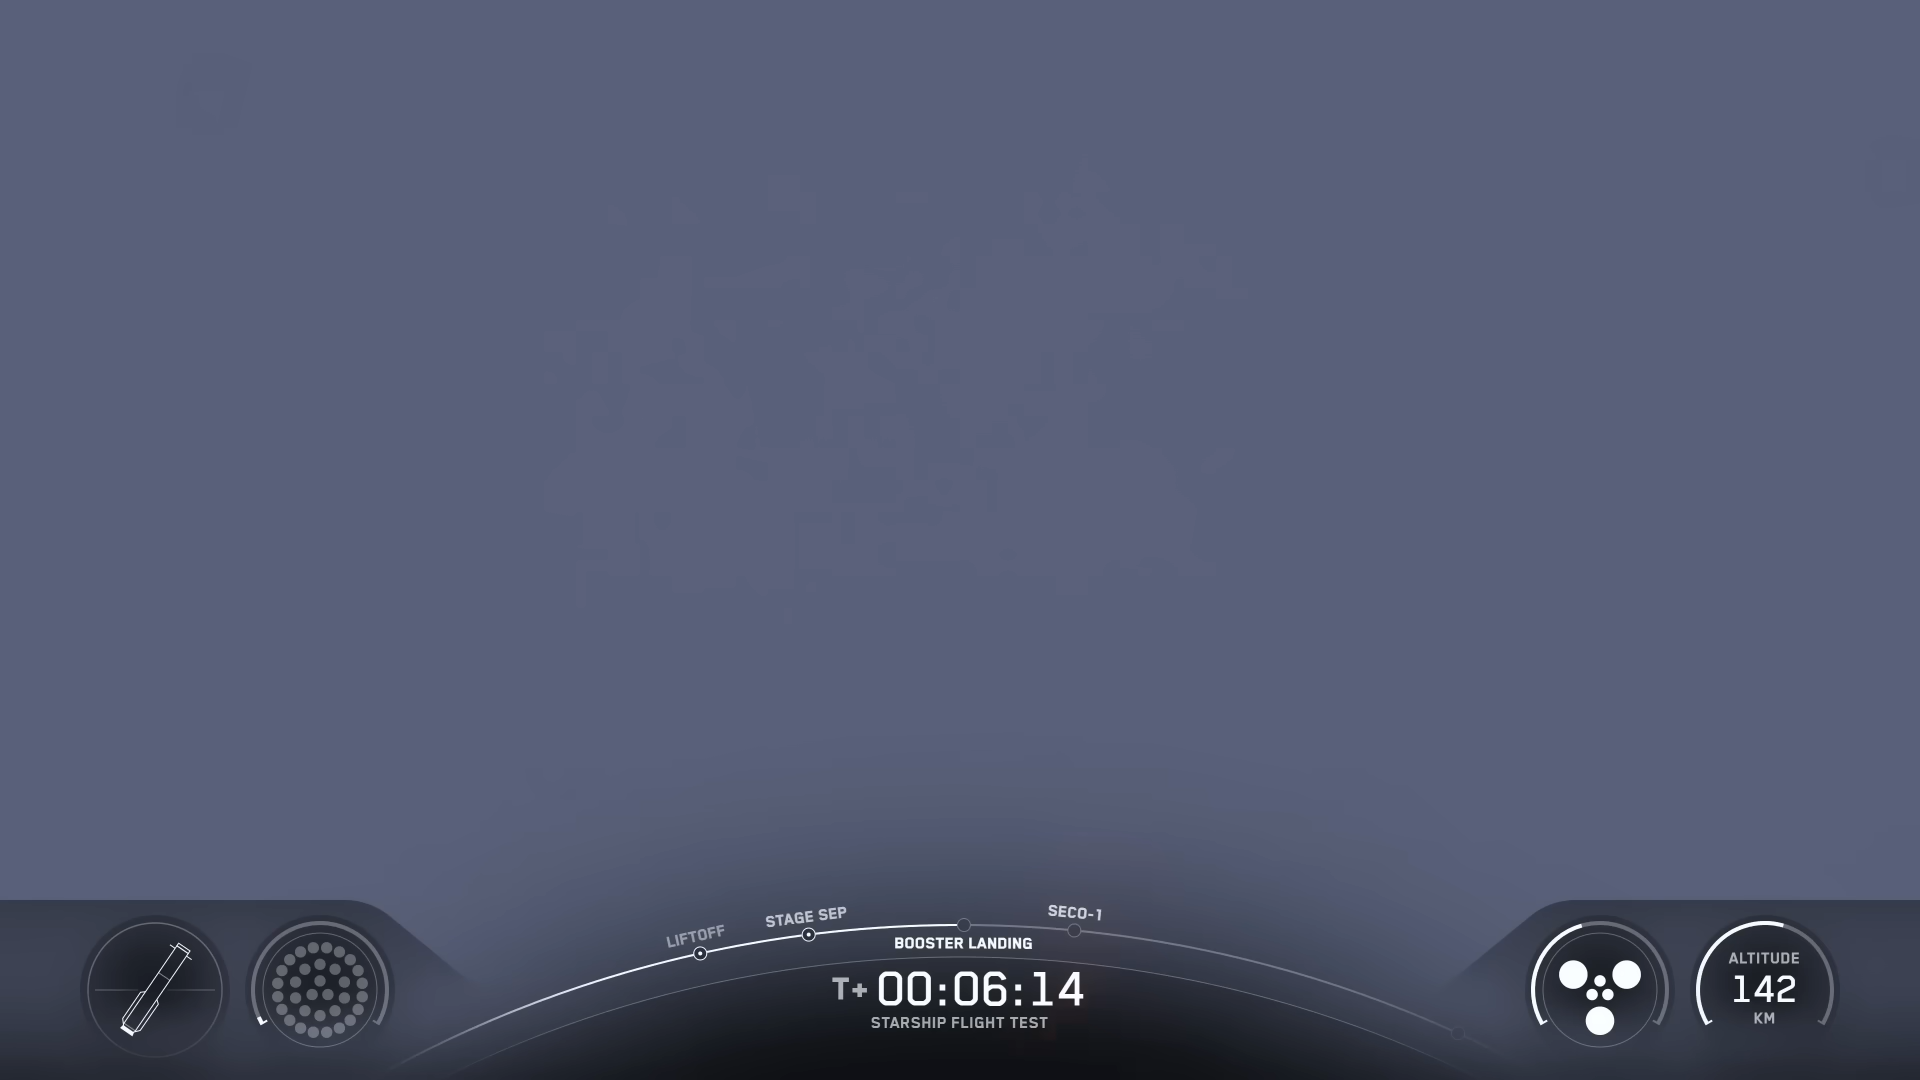 LIFTOFF
STAGE SEP
BOOSTER LANDING
SECO-1
T+ 00:06:14
STARSHIP FLIGHT TEST
ALTITUDE
142
KM